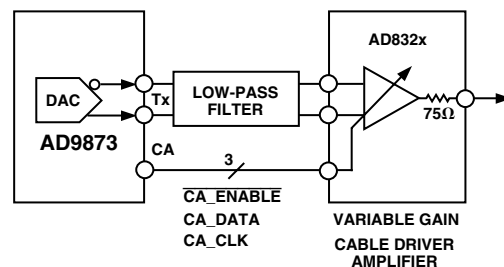 AD832x
DAC
Tx
LOW-PASS
FILTER
75Ω
AD9873
CA
3
CA_ENABLE
CA_DATA
CA_CLK
VARIABLE GAIN
CABLE DRIVER
AMPLIFIER